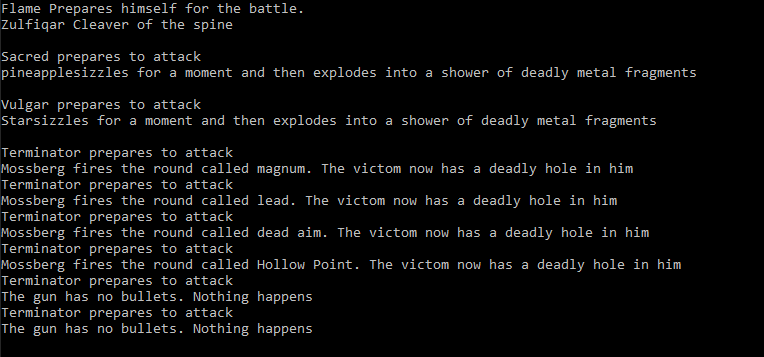 Flame Prepares himself for the battle.
Zulfiqar Cleaver of the spine
Sacred prepares to attack
pineapplesizzles for a moment and then explodes into a shower of deadly metal fragments
Vulgar prepares to attack
Starsizzles for a moment and then explodes into a shower of deadly metal fragments
Terminator prepares to attack
Mossberg fires the round called magnum. The victom now has a deadly hole in him
Terminator prepares to attack
Mossberg fires the round called lead. The victom now has a deadly hole in him
Terminator prepares to attack
Mossberg fires the round called dead aim. The victom now has a deadly hole in him
Terminator prepares to attack
Mossberg fires the round called Hollow Point. The victom now has a deadly hole in him
Terminator prepares to attack
The gun has no bullets. Nothing happens
Terminator prepares to attack
The gun has no bullets. Nothing happens